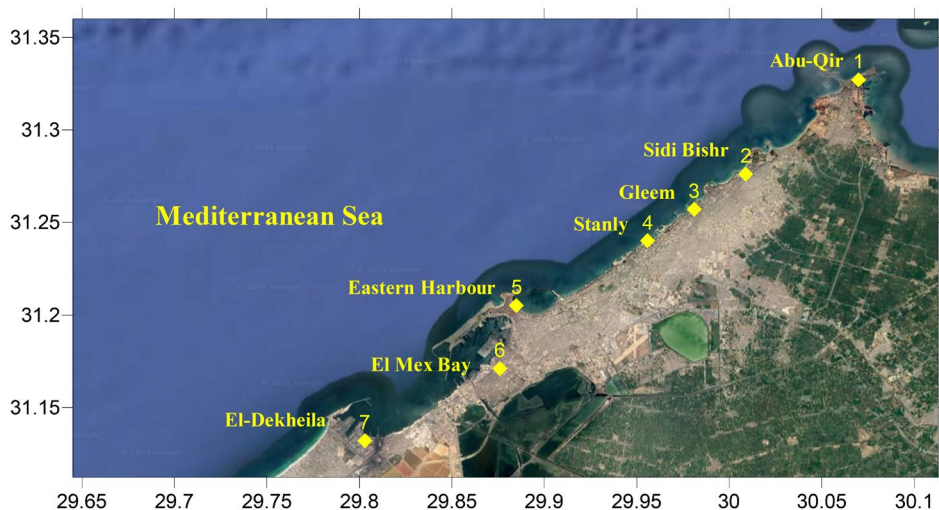 31.35
31.3
31.25
31.2
31.15
Abu-Qir 1
Sidi Bishr 2
Gleem 3
Stanly 4
Mediterranean Sea
Eastern Harbour 5
El Mex Bay 6
El-Dekheila 7
29.65 29.7 29.75 29.8 29.85 29.9 29.95 30 30.05 30.1